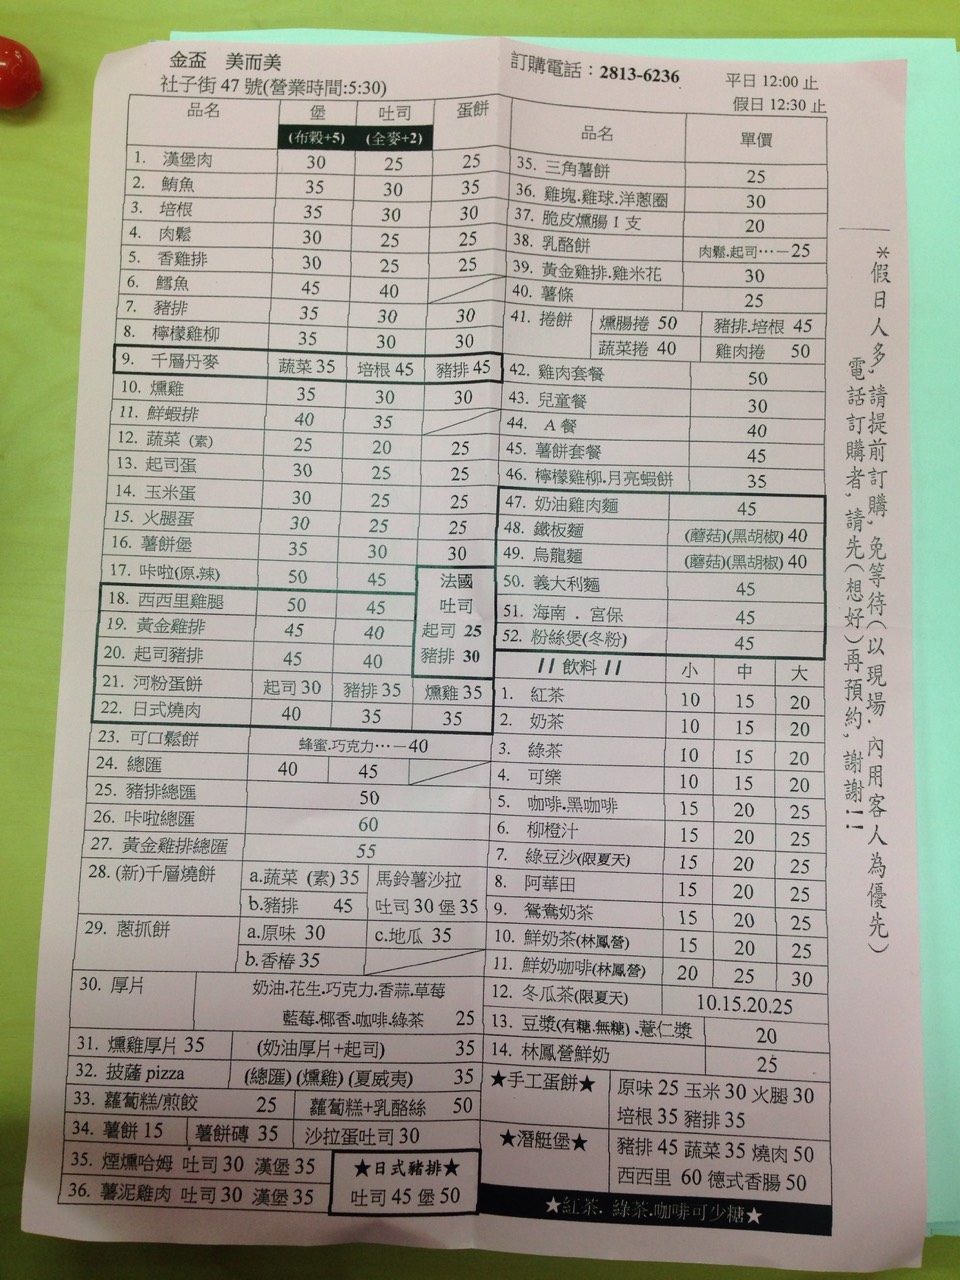 金盃 美而美
訂購電話：2813-6236
平日 12:00 止
社子街 47 號(營業時間:5:30)
假日 12:30 止
品名 堡 吐司 蛋餅
(布穀+5) (全麥+2)
1. 漢堡肉 30 25 25
2. 鮪魚 35 30 35
3. 培根 35 30 30
4. 肉鬆 30 25 25
5. 香雞排 30 25 25
6. 鱈魚 45 40
7. 豬排 35 30 30
8. 檸檬雞柳 35 30 30
9. 千層丹麥 蔬菜 35 培根 45 豬排 45
10. 燻雞 35 30 30
11. 鮮蝦排 40 35
12. 蔬菜 (素) 25 20 25
13. 起司蛋 30 25 25
14. 玉米蛋 30 25 25
15. 火腿蛋 30 25 25
16. 薯餅堡 35 30 30
17. 咔啦(原.辣) 50 45
法國
吐司
起司 25
豬排 30
18. 西西里雞腿 50 45
19. 黃金雞排 45 40
20. 起司豬排 45 40
21. 河粉蛋餅 起司 30 豬排 35 燻雞 35
22. 日式燒肉 40 35 35
23. 可口鬆餅 蜂蜜.巧克力…－40
24. 總匯 40 45
25. 豬排總匯 50
26. 咔啦總匯 60
27. 黃金雞排總匯 55
28. (新)千層燒餅 a.蔬菜 (素) 35 馬鈴薯沙拉
b.豬排 45 吐司 30 堡 35
29. 蔥抓餅 a.原味 30 c.地瓜 35
b.香椿 35
30. 厚片 奶油.花生.巧克力.香蒜.草莓
藍莓.椰香.咖啡.綠茶 25
31. 燻雞厚片 35 (奶油厚片+起司) 35
32. 披薩 pizza (總匯) (燻雞) (夏威夷) 35
33. 蘿蔔糕/煎餃 25 蘿蔔糕+乳酪絲 50
34. 薯餅 15 薯餅磚 35 沙拉蛋吐司 30
35. 煙燻哈姆 吐司 30 漢堡 35
36. 薯泥雞肉 吐司 30 漢堡 35
★日式豬排★
吐司 45 堡 50
品名 單價
35. 三角薯餅 25
36. 雞塊.雞球.洋蔥圈 30
37. 脆皮燻腸 1 支 20
38. 乳酪餅 肉鬆.起司…－25
39. 黃金雞排.雞米花 30
40. 薯條 25
41. 捲餅 燻腸捲 50 豬排.培根 45
蔬菜捲 40 雞肉捲 50
42. 雞肉套餐 50
43. 兒童餐 30
44. A 餐 40
45. 薯餅套餐 45
46. 檸檬雞柳.月亮蝦餅 35
47. 奶油雞肉麵 45
48. 鐵板麵 (蘑菇)(黑胡椒) 40
49. 烏龍麵 (蘑菇)(黑胡椒) 40
50. 義大利麵 45
51. 海南 . 宮保 45
52. 粉絲煲(冬粉) 45
// 飲料 // 小 中 大
1. 紅茶 10 15 20
2. 奶茶 10 15 20
3. 綠茶 10 15 20
4. 可樂 10 15 20
5. 咖啡.黑咖啡 15 20 25
6. 柳橙汁 15 20 25
7. 綠豆沙(限夏天) 15 20 25
8. 阿華田 15 20 25
9. 鴛鴦奶茶 15 20 25
10. 鮮奶茶(林鳳營) 15 20 25
11. 鮮奶咖啡(林鳳營) 20 25 30
12. 冬瓜茶(限夏天) 10.15.20.25
13. 豆漿(有糖.無糖) .薏仁漿 20
14. 林鳳營鮮奶 25
★手工蛋餅★ 原味 25 玉米 30 火腿 30
培根 35 豬排 35
★潛艇堡★ 豬排 45 蔬菜 35 燒肉 50
西西里 60 德式香腸 50
★紅茶. 綠茶.咖啡可少糖★
＊假日人多,請提前訂購,免等待(以現場.內用客人為優先)
電話訂購者,請先(想好)再預約,謝謝!!